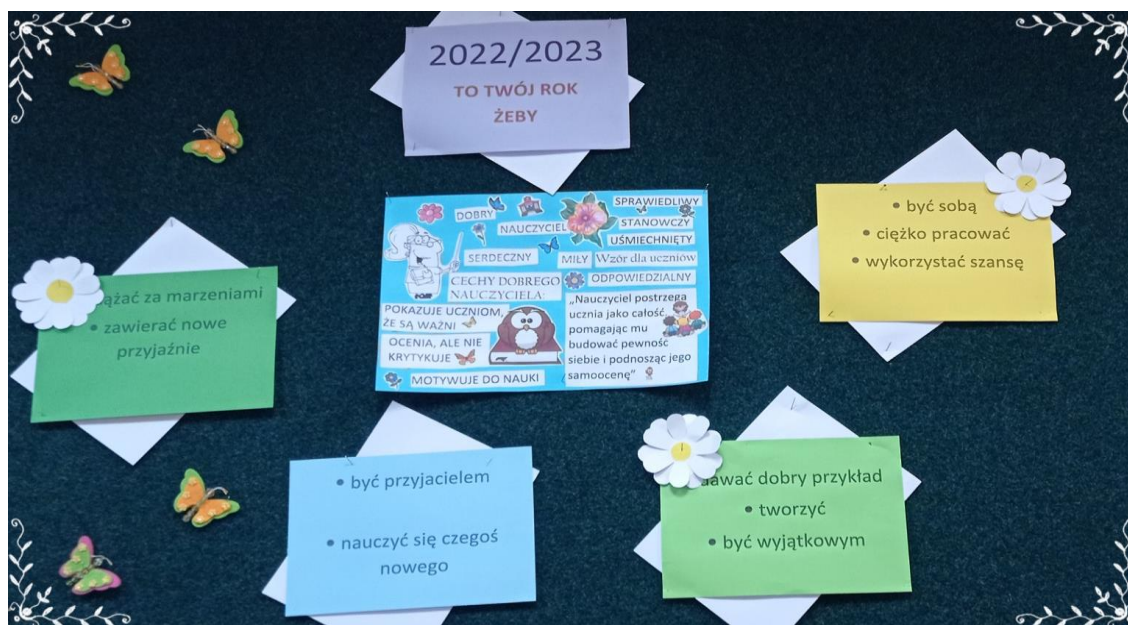 2022/2023
TO TWÓJ ROK
ŻEBY
DOBRY
NAUCZYCIEL
SERDECZNY
SPRAWIEDLIWY
STANOWCZY
UŚMIECHNIĘTY
MIŁY
Wzór dla uczniów
ODPOWIEDZIALNY
CECHY DOBREGO
NAUCZYCIELA:
POKAZUJE UCZNIOM,
ŻE SĄ WAŻNI
OCENIA, ALE NIE
KRYTYKUJE
MOTYWUJE DO NAUKI
„Nauczyciel postrzega
ucznia jako całość,
pomagając mu
budować pewność
siebie i podnosząc jego
samoocenę”
• być sobą
• ciężko pracować
• wykorzystać szansę
za marzeniami
• zawierać nowe
przyjaźnie
• być przyjacielem
• nauczyć się czegoś
nowego
dawać dobry przykład
• tworzyć
• być wyjątkowym